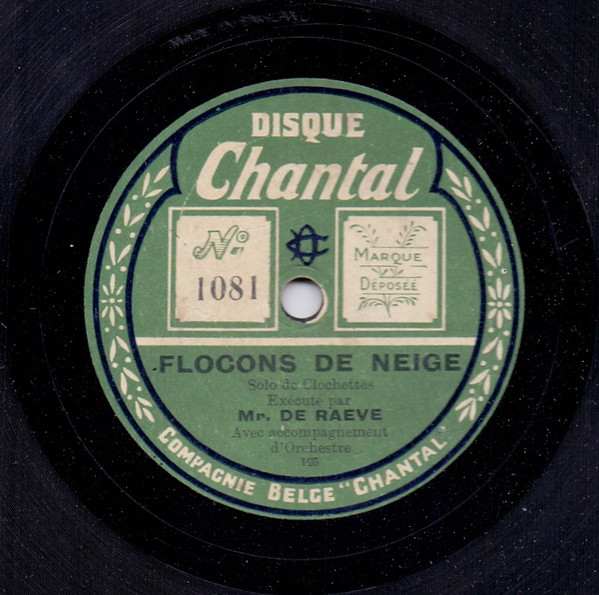 DISQUE
Chantal
No
1081
MARQUE
DÉPOSÉE
FLOCONS DE NEIGE
Solo de Clochettes
Exécuté par
Mr. DE RAEVE
Avec accompagnement
d'Orchestre
COMPAGNIE BELGE "CHANTAL"